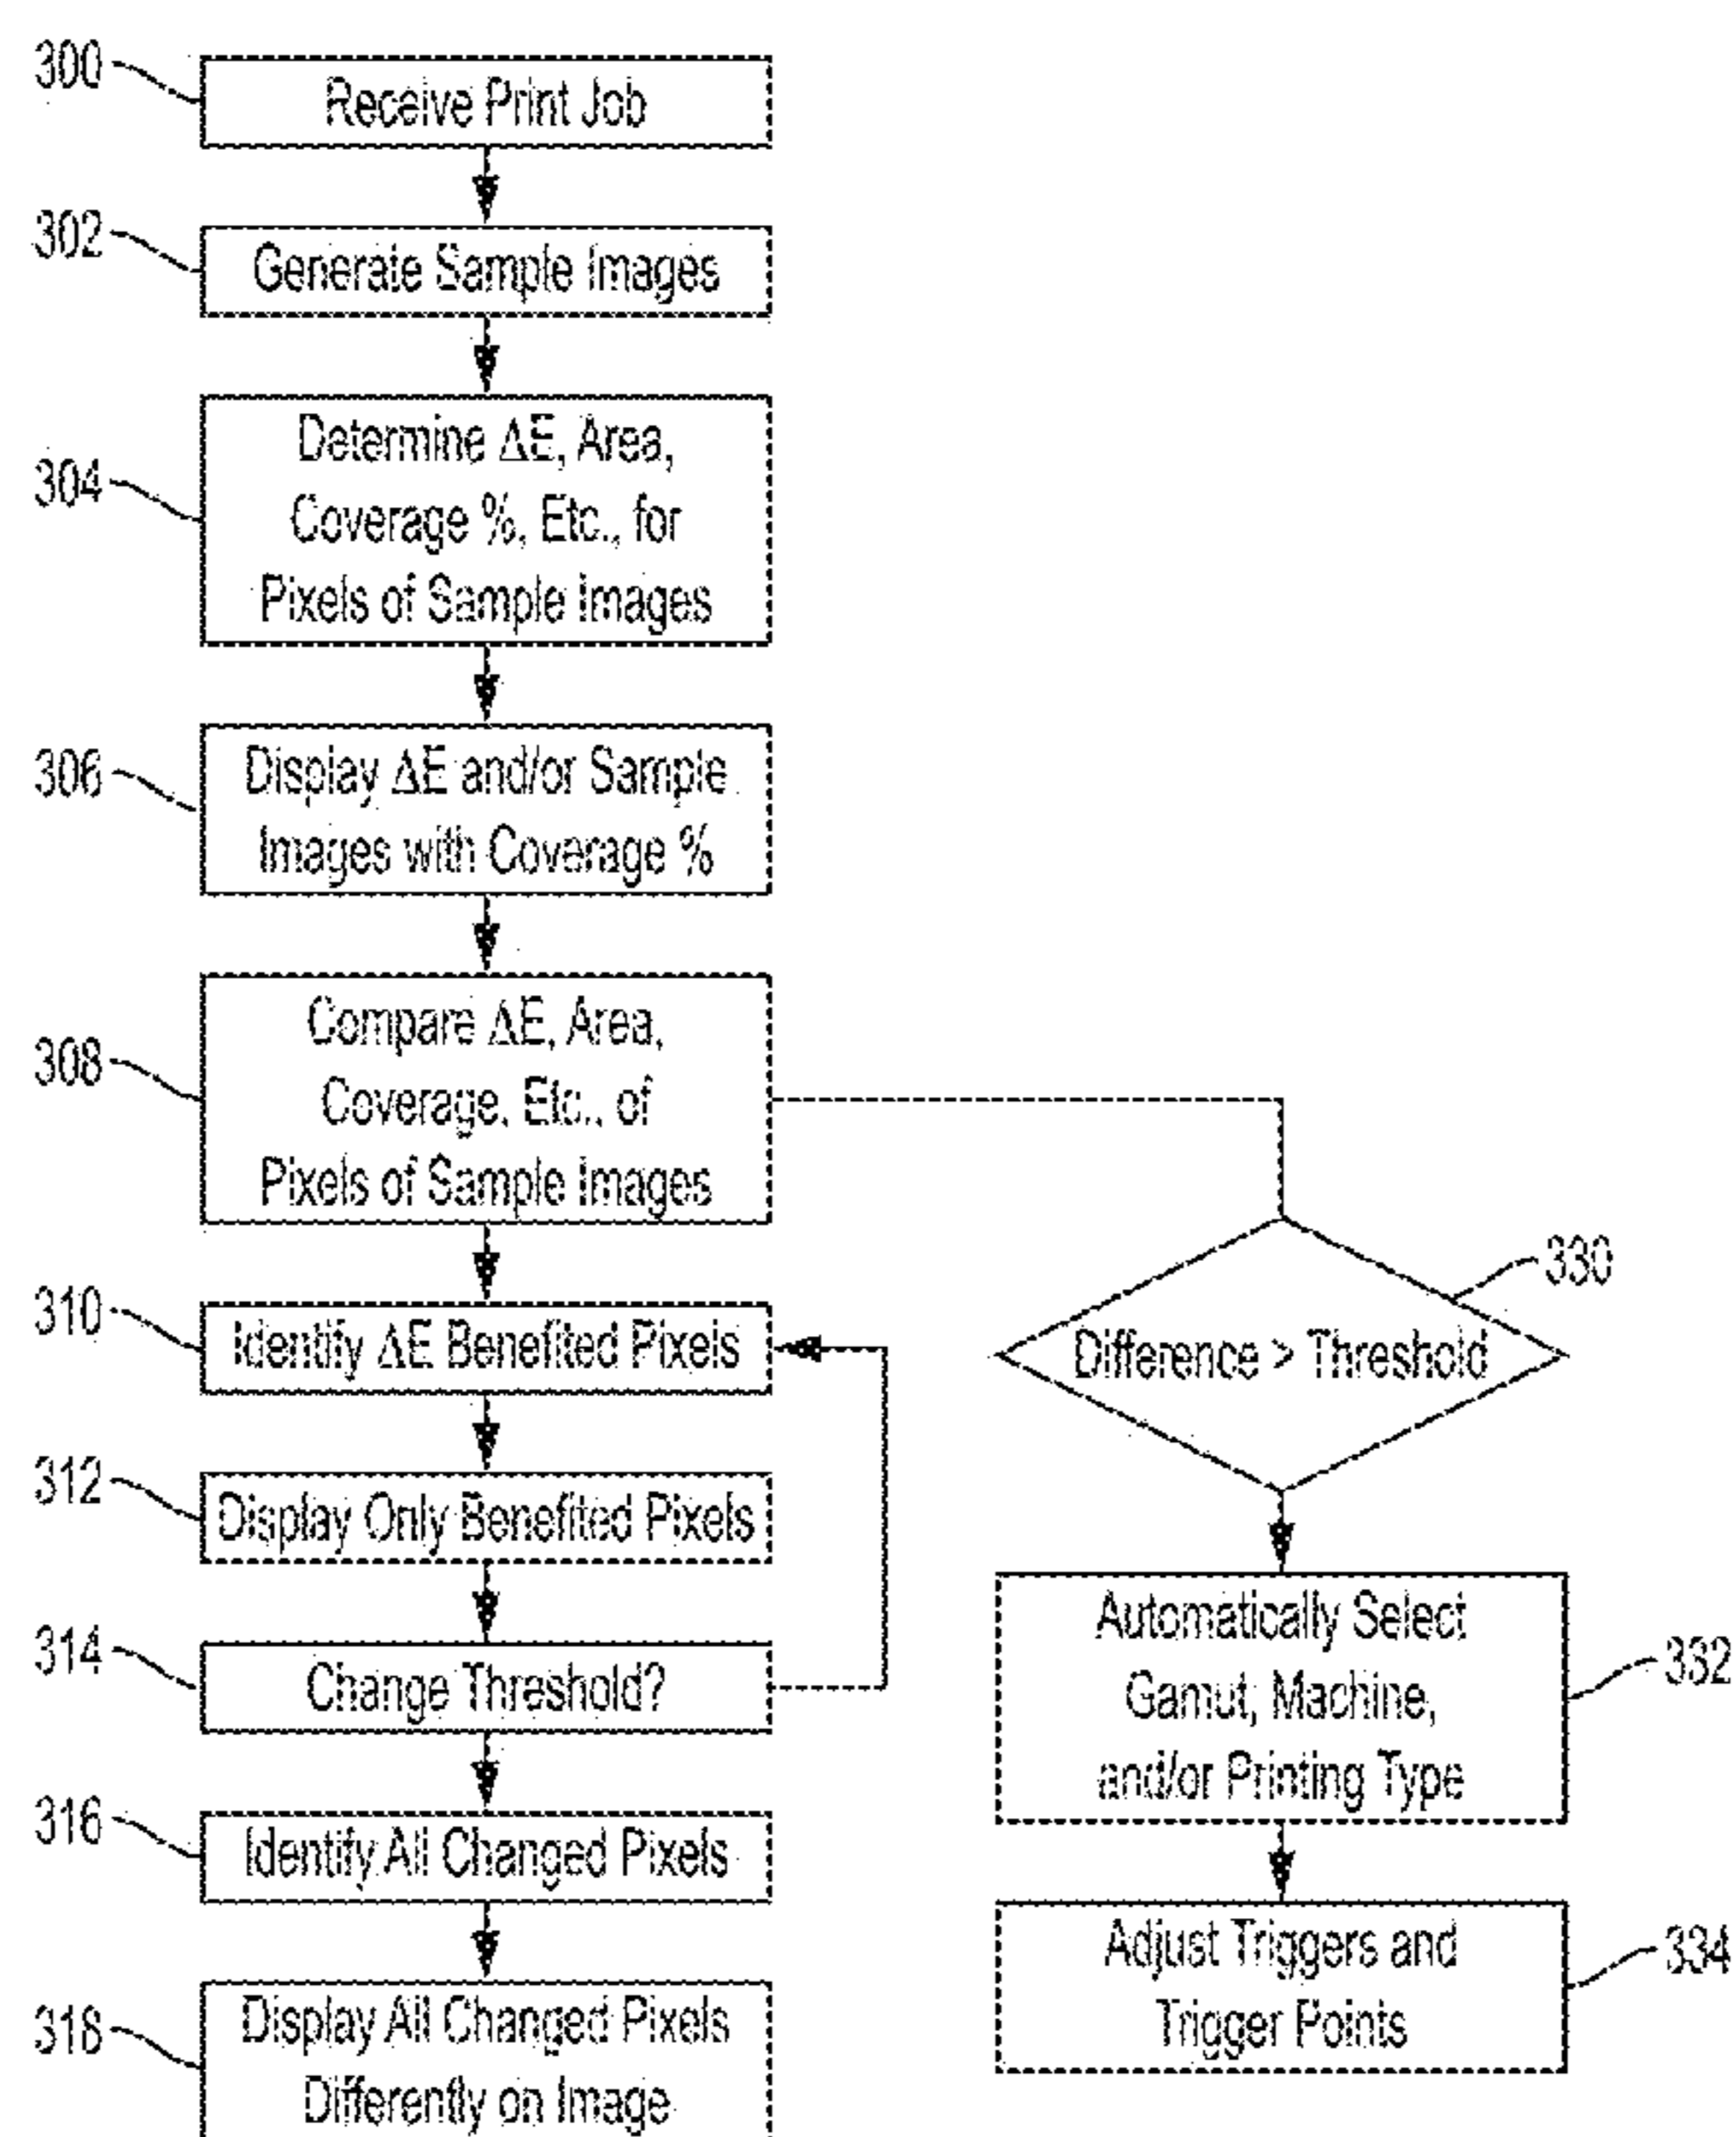 300
Receive Print Job
302
Generate Sample Images
304
Determine ΔE, Area,
Coverage %, Etc., for
Pixels of Sample Images
306
Display ΔE and/or Sample
Images with Coverage %
308
Compare ΔE, Area,
Coverage, Etc., of
Pixels of Sample Images
310
Identify ΔE Benefited Pixels
312
Display Only Benefited Pixels
314
Change Threshold?
316
Identify All Changed Pixels
318
Display All Changed Pixels
Differently on Image
330
Difference > Threshold
332
Automatically Select
Gamut, Machine,
and/or Printing Type
334
Adjust Triggers and
Trigger Points